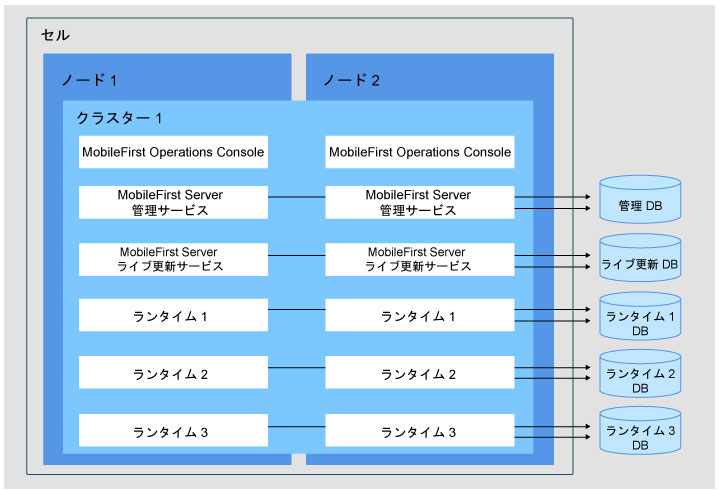 セル
ノード 1
ノード 2
クラスター 1
MobileFirst Operations Console
MobileFirst Operations Console
MobileFirst Server
管理サービス
MobileFirst Server
管理サービス
管理 DB
MobileFirst Server
ライブ更新サービス
MobileFirst Server
ライブ更新サービス
ライブ更新 DB
ランタイム 1
ランタイム 1
ランタイム 1
DB
ランタイム 2
ランタイム 2
ランタイム 2
DB
ランタイム 3
ランタイム 3
ランタイム 3
DB